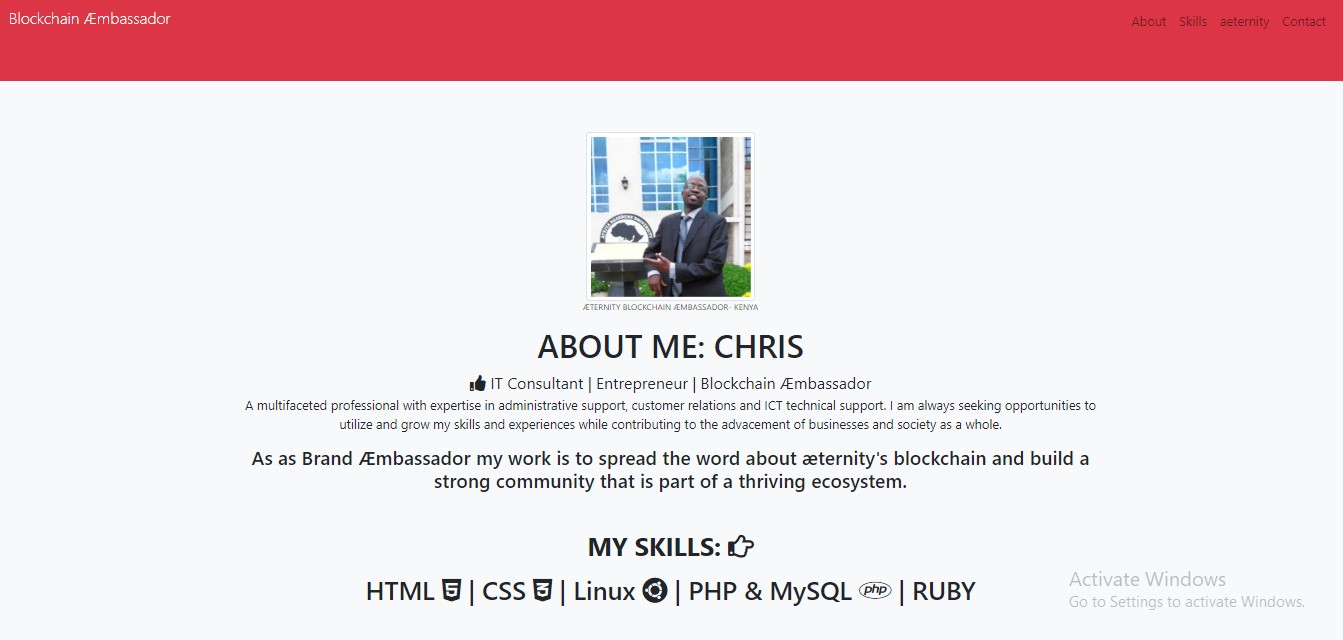 Blockchain Æmbassador
About Skills aeternity Contact
ÆTERNITY BLOCKCHAIN ÆMBASSADOR- KENYA
ABOUT ME: CHRIS
IT Consultant | Entrepreneur | Blockchain Æmbassador
A multifaceted professional with expertise in administrative support, customer relations and ICT technical support. I am always seeking opportunities to
utilize and grow my skills and experiences while contributing to the advacement of businesses and society as a whole.
As as Brand Æmbassador my work is to spread the word about æternity's blockchain and build a
strong community that is part of a thriving ecosystem.
MY SKILLS:
HTML | CSS | Linux | PHP & MySQL php | RUBY
Activate Windows
Go to Settings to activate Windows.